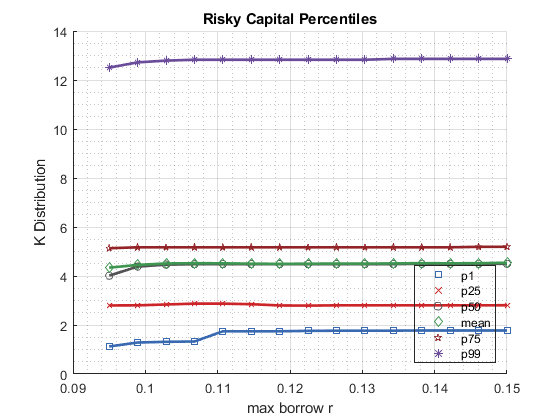 Risky Capital Percentiles
14
12
10
8
6
4
2
0
K Distribution
p1
p25
p50
mean
p75
p99
0.09 0.1 0.11 0.12 0.13 0.14 0.15
max borrow r